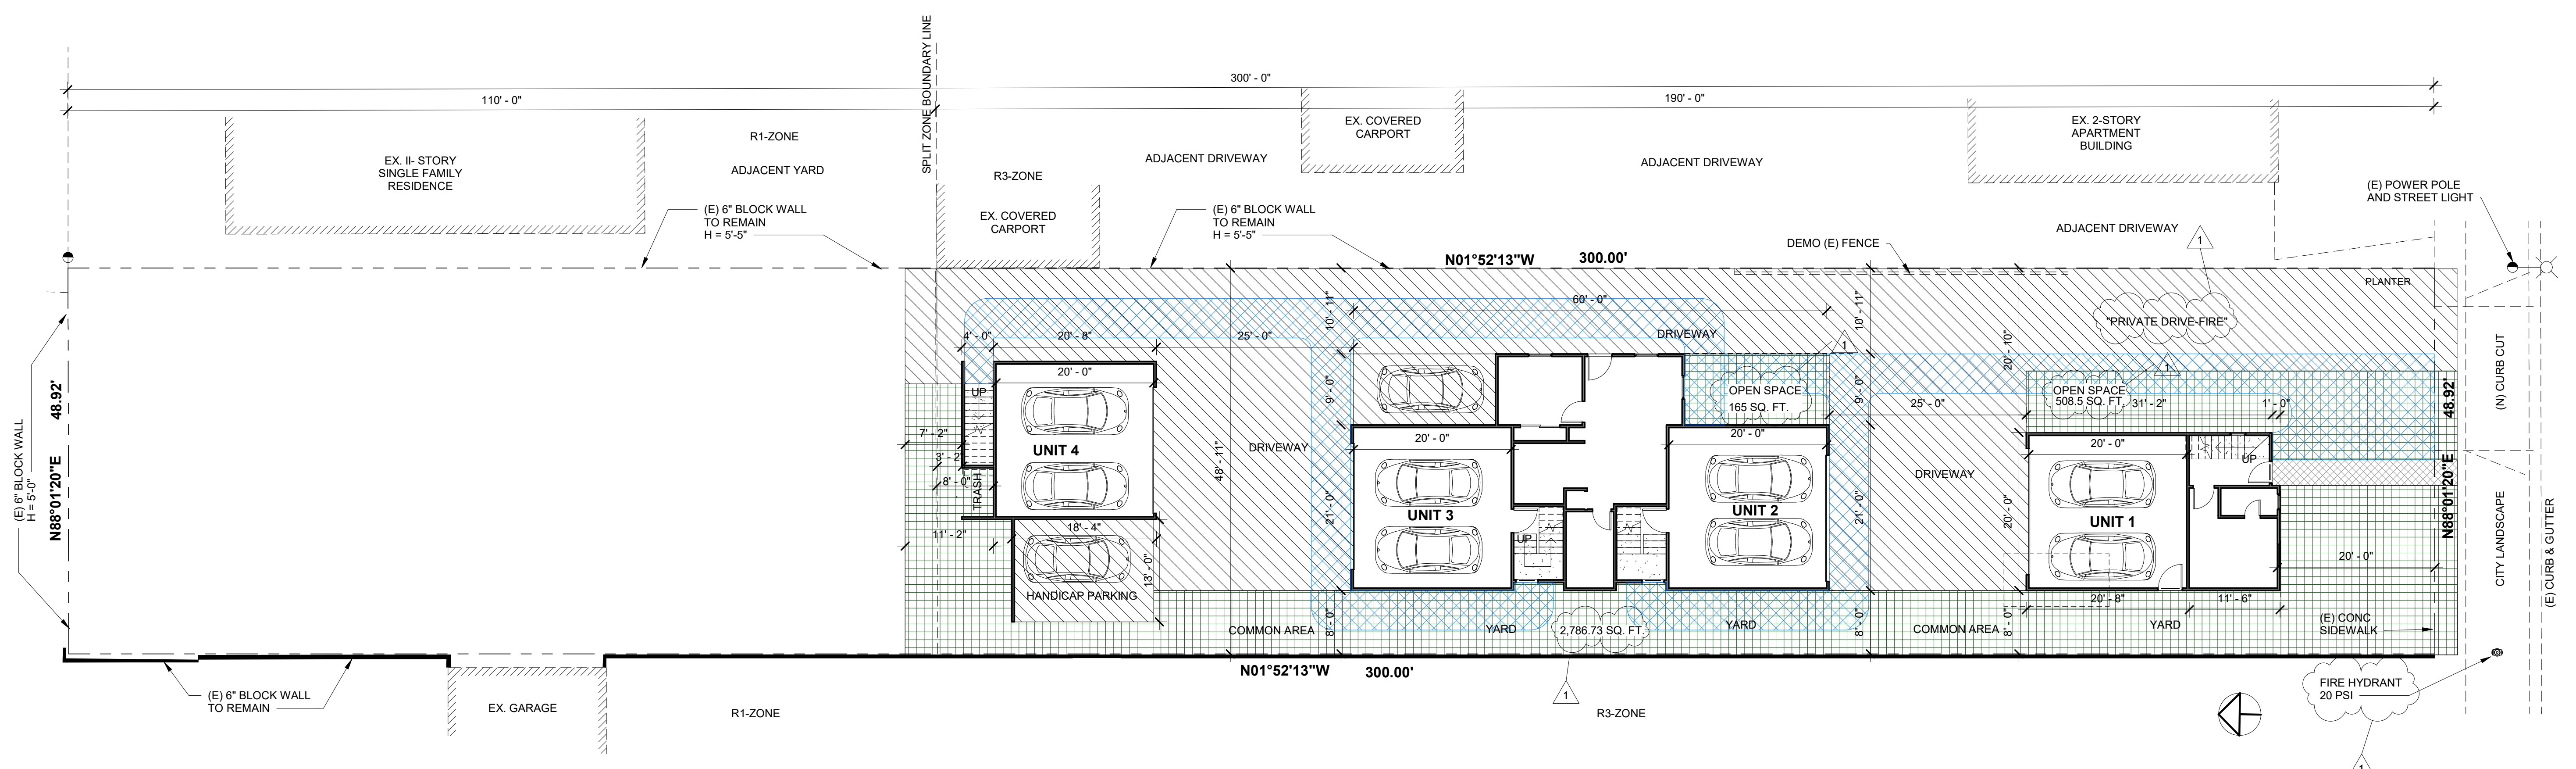 SPLIT ZONE BOUNDARY LINE
300' - 0"
110' - 0"
190' - 0"
EX. II- STORY
SINGLE FAMILY
RESIDENCE
R1-ZONE
ADJACENT YARD
R3-ZONE
EX. COVERED
CARPORT
ADJACENT DRIVEWAY
EX. COVERED
CARPORT
ADJACENT DRIVEWAY
EX. 2-STORY
APARTMENT
BUILDING
(E) POWER POLE
AND STREET LIGHT
(E) 6" BLOCK WALL
TO REMAIN
H = 5'-5"
(E) 6" BLOCK WALL
TO REMAIN
H = 5'-5"
ADJACENT DRIVEWAY
1
DEMO (E) FENCE
N01°52'13"W
300.00'
PLANTER
10' - 11"
60' - 0"
10' - 11"
"PRIVATE DRIVE-FIRE"
DRIVEWAY
1
4' - 0"
20' - 8"
25' - 0"
20' - 10"
1
20' - 0"
UP
OPEN SPACE
165 SQ. FT.
OPEN SPACE
508.5 SQ. FT.
9' - 0"
9' - 0"
25' - 0"
31' - 2"
1' - 0"
(E) 6" BLOCK WALL
H = 5'-0"
N88°01'20"E
48.92'
7' - 2"
UNIT 4
3' - 2"
8' - 0"
TRASH
11' - 2"
18' - 4"
13' - 0"
HANDICAP PARKING
DRIVEWAY
48' - 11"
20' - 0"
20' - 0"
UNIT 3
UNIT 2
UP
21' - 0"
21' - 0"
DRIVEWAY
20' - 0"
20' - 0"
UP
UNIT 1
20' - 0"
20' - 8"
11' - 6"
N88°01'20"E
48.92'
(N) CURB CUT
CITY LANDSCAPE
(E) CURB & GUTTER
COMMON AREA
8' - 0"
YARD
2,786.73 SQ. FT.
YARD
8' - 0"
COMMON AREA
8' - 0"
YARD
(E) CONC
SIDEWALK
N01°52'13"W
300.00'
1
(E) 6" BLOCK WALL
TO REMAIN
EX. GARAGE
R1-ZONE
R3-ZONE
FIRE HYDRANT
20 PSI
1